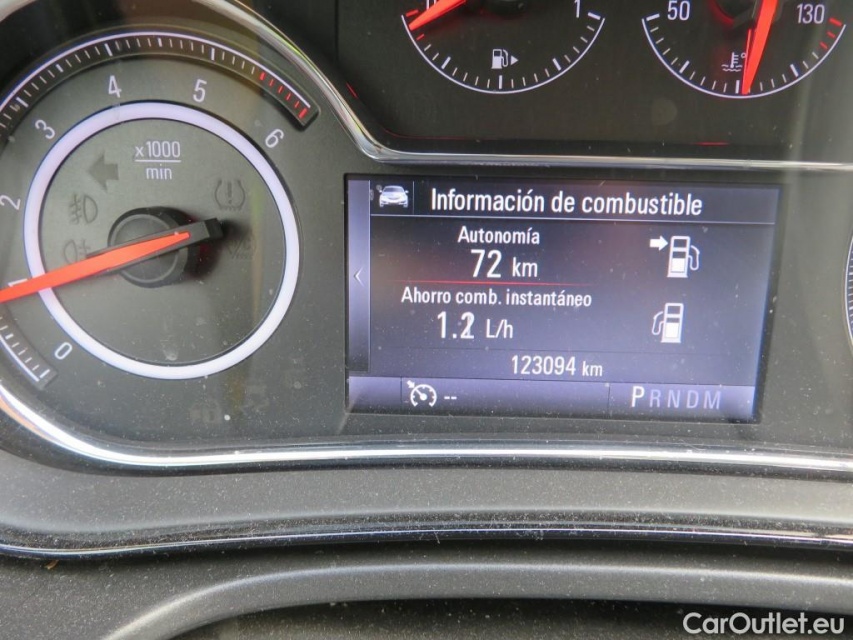 1
50
130
0
1
2
3
4
5
6
x1000
min
Información de combustible
Autonomía
72 km
Ahorro comb. instantáneo
1.2 L/h
123094 km
--
PRNDM
CarOutlet.eu